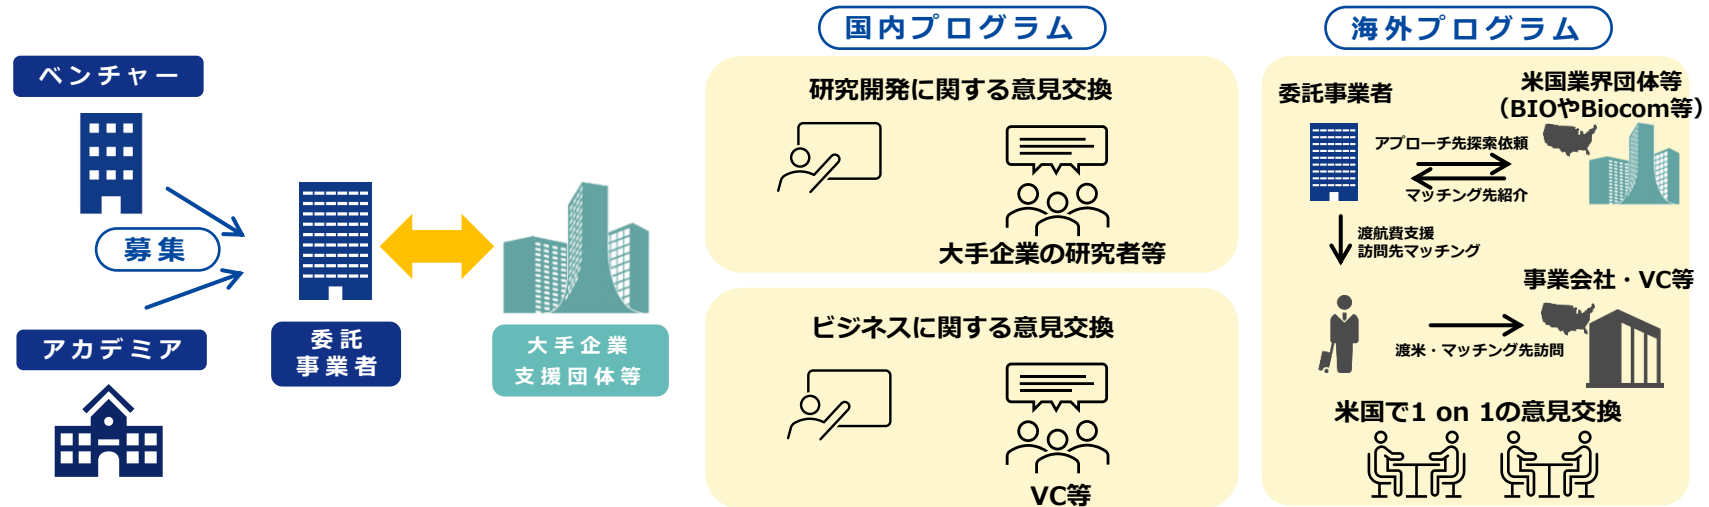 ベンチャー
募集
アカデミア
委託
事業者
大手企業
支援団体等
国内プログラム
研究開発に関する意見交換
大手企業の研究者等
ビジネスに関する意見交換
VC等
海外プログラム
委託事業者
米国業界団体等
（BIOやBiocom等）
アプローチ先探索依頼
マッチング先紹介
渡航費支援
訪問先マッチング
事業会社・VC等
渡米・マッチング先訪問
米国で1 on 1の意見交換